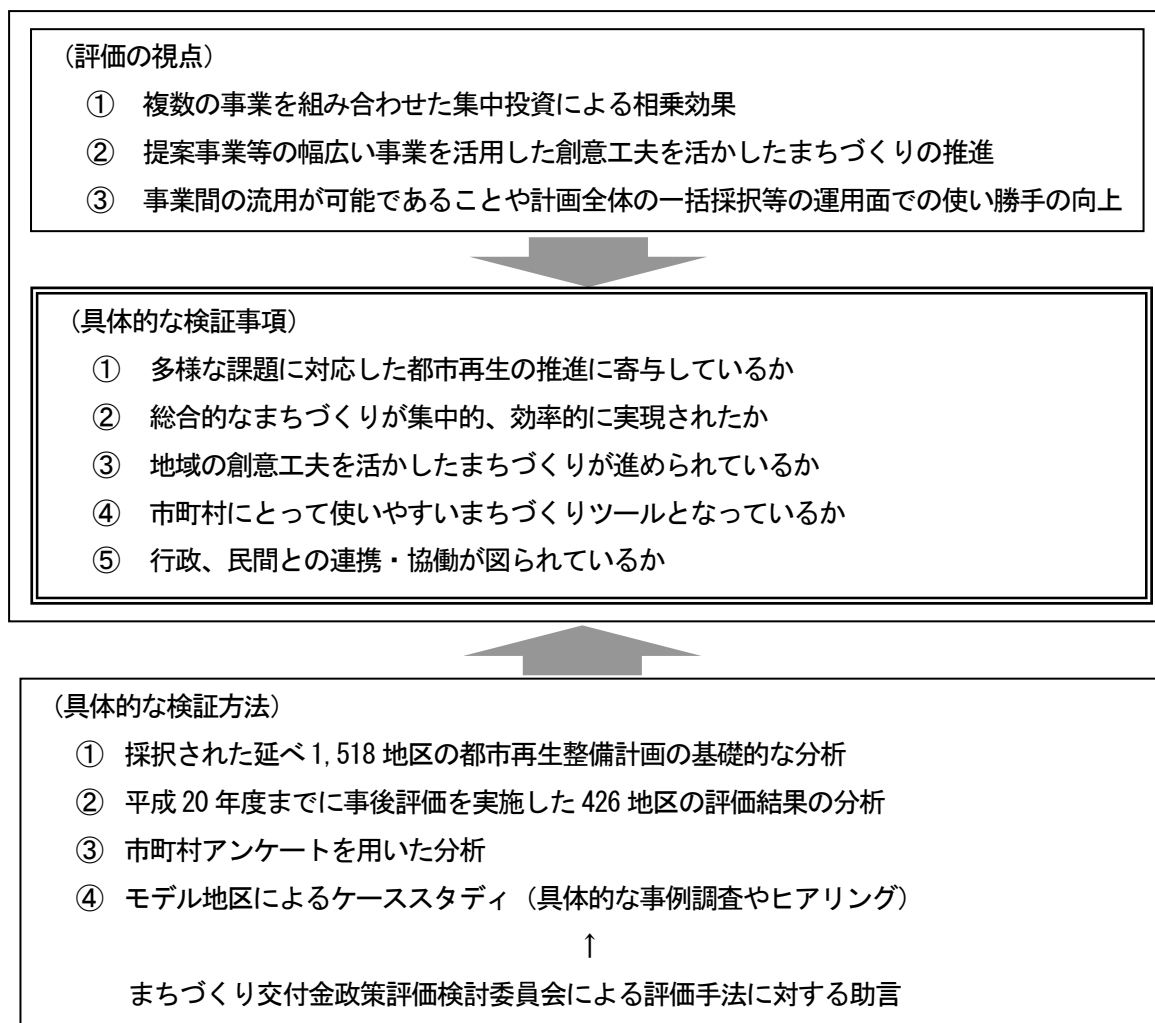 （評価の視点）
① 複数の事業を組み合わせた集中投資による相乗効果
② 提案事業等の幅広い事業を活用した創意工夫を活かしたまちづくりの推進
③ 事業間の流用が可能であることや計画全体の一括採択等の運用面での使い勝手の向上
（具体的な検証事項）
① 多様な課題に対応した都市再生の推進に寄与しているか
② 総合的なまちづくりが集中的、効率的に実現されたか
③ 地域の創意工夫を活かしたまちづくりが進められているか
④ 市町村にとって使いやすいまちづくりツールとなっているか
⑤ 行政、民間との連携・協働が図られているか
（具体的な検証方法）
① 採択された延べ 1,518 地区の都市再生整備計画の基礎的な分析
② 平成 20 年度までに事後評価を実施した 426 地区の評価結果の分析
③ 市町村アンケートを用いた分析
④ モデル地区によるケーススタディ（具体的な事例調査やヒアリング）
↑
まちづくり交付金政策評価検討委員会による評価手法に対する助言